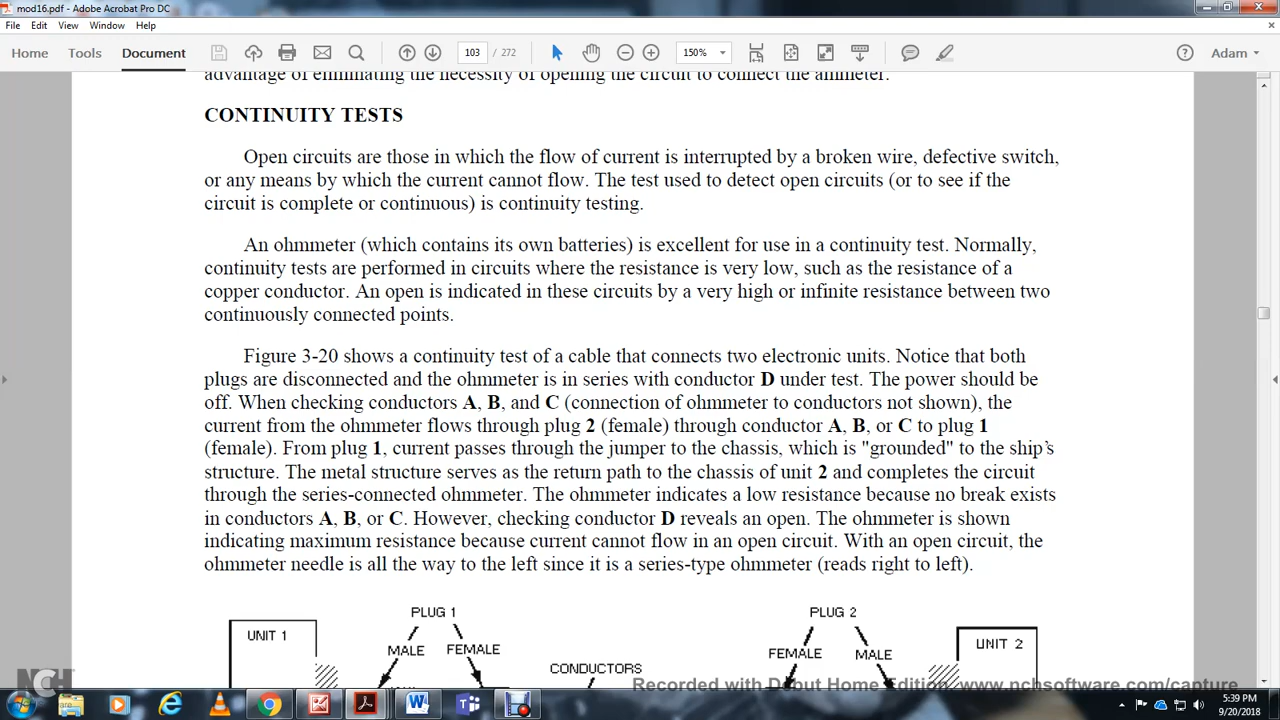 mod16.pdf - Adobe Acrobat Pro DC
File Edit View Window Help
Home Tools Document 103 / 272 150% Adam
advantage of eliminating the necessity of opening the circuit to connect the ammeter.
CONTINUITY TESTS
Open circuits are those in which the flow of current is interrupted by a broken wire, defective switch,
or any means by which the current cannot flow. The test used to detect open circuits (or to see if the
circuit is complete or continuous) is continuity testing.
An ohmmeter (which contains its own batteries) is excellent for use in a continuity test. Normally,
continuity tests are performed in circuits where the resistance is very low, such as the resistance of a
copper conductor. An open is indicated in these circuits by a very high or infinite resistance between two
continuously connected points.
Figure 3-20 shows a continuity test of a cable that connects two electronic units. Notice that both
plugs are disconnected and the ohmmeter is in series with conductor D under test. The power should be
off. When checking conductors A, B, and C (connection of ohmmeter to conductors not shown), the
current from the ohmmeter flows through plug 2 (female) through conductor A, B, or C to plug 1
(female). From plug 1, current passes through the jumper to the chassis, which is "grounded" to the ship's
structure. The metal structure serves as the return path to the chassis of unit 2 and completes the circuit
through the series-connected ohmmeter. The ohmmeter indicates a low resistance because no break exists
in conductors A, B, or C. However, checking conductor D reveals an open. The ohmmeter is shown
indicating maximum resistance because current cannot flow in an open circuit. With an open circuit, the
ohmmeter needle is all the way to the left since it is a series-type ohmmeter (reads right to left).
PLUG 1 PLUG 2
UNIT 1 UNIT 2
MALE FEMALE FEMALE MALE
CONDUCTORS
NCH
Recorded with Debut Home Edition: www.nchsoftware.com/capture
5:39 PM
9/20/2018